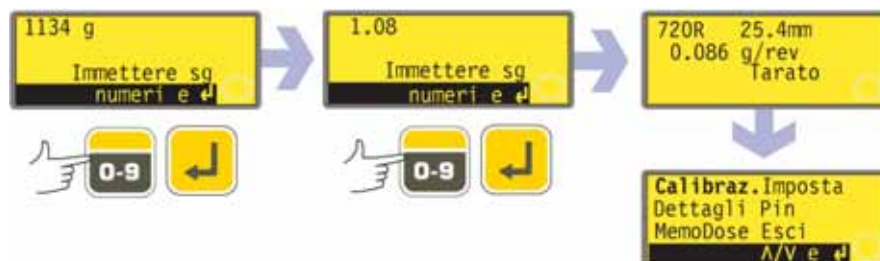 1134 g
Immettere sg
numeri e ↵
0-9
1.08
Immettere sg
numeri e ↵
0-9
720R 25.4mm
0.086 g/rev
Tarato
Calibraz.Imposta
Dettagli Pin
MemoDose Esci
Λ/V e ↵